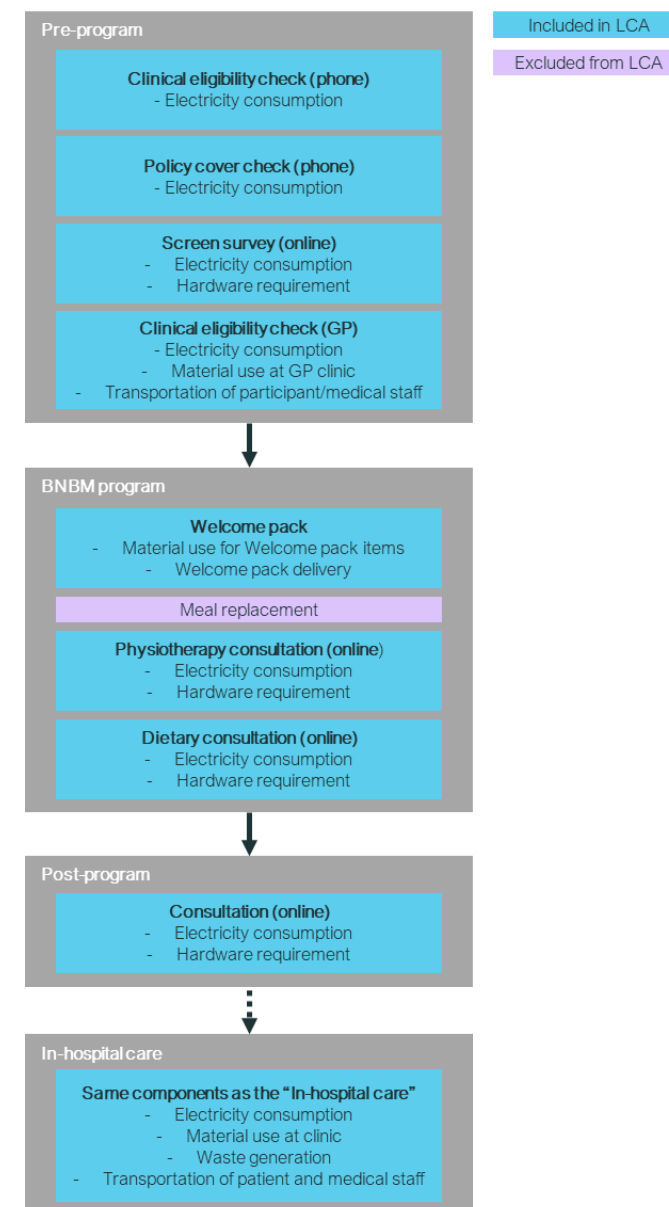 Pre-program
Included in LCA
Excluded from LCA
Clinical eligibility check (phone)
- Electricity consumption
Policy cover check (phone)
- Electricity consumption
Screen survey (online)
- Electricity consumption
- Hardware requirement
Clinical eligibility check (GP)
- Electricity consumption
- Material use at GP clinic
- Transportation of participant/medical staff
BNBM program
Welcome pack
- Material use for Welcome pack items
- Welcome pack delivery
Meal replacement
Physiotherapy consultation (online)
- Electricity consumption
- Hardware requirement
Dietary consultation (online)
- Electricity consumption
- Hardware requirement
Post-program
Consultation (online)
- Electricity consumption
- Hardware requirement
In-hospital care
Same components as the “In-hospital care”
- Electricity consumption
- Material use at clinic
- Waste generation
- Transportation of patient and medical staff